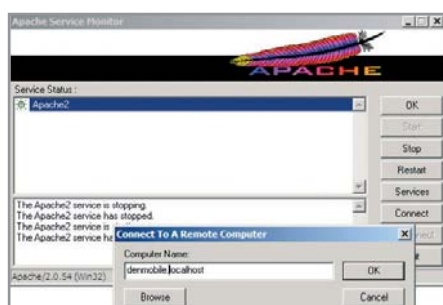 Apache Service Monitor
APACHE
Service Status :
Apache2
OK
Start
Stop
Restart
Services
Connect
The Apache2 service is stopping.
The Apache2 service has stopped.
The Apache2 service is
The Apache2 service
Connect To A Remote Computer
Computer Name:
denmobile.localhost
OK
Browse
Cancel
Apache/2.0.54 (Win32)